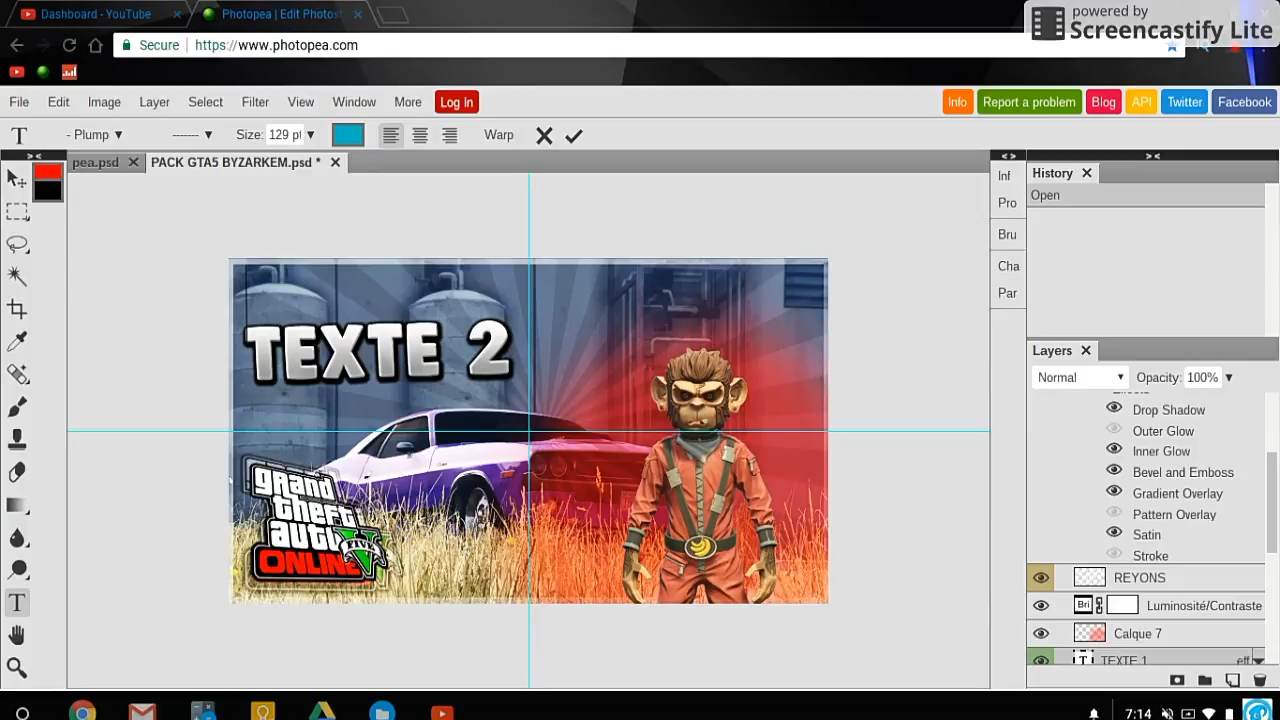 Dashboard - YouTube
Photopea | Edit Photos
powered by
Screencastify Lite
Secure
https://www.photopea.com
File Edit Image Layer Select Filter View Window More Log In
Info Report a problem Blog API Twitter Facebook
T - Plump Size: 129 pt Warp
pea.psd
PACK GTA5 BYZARKEM.psd *
Inf
Pro
Bru
Cha
Par
History
Open
Layers
Normal
Opacity: 100%
Drop Shadow
Outer Glow
Inner Glow
Bevel and Emboss
Gradient Overlay
Pattern Overlay
Satin
Stroke
REYONS
Bri Luminosité/Contraste
Calque 7
T TEXTE 1 eff
TEXTE 2
grand
theft
auto
FIVE
ONLINE
T
7:14